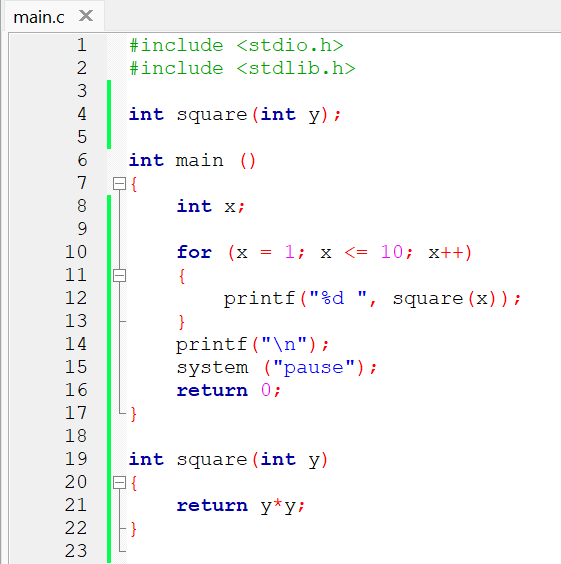 main.c ✕
1 #include <stdio.h>
2 #include <stdlib.h>
3
4 int square(int y);
5
6 int main ()
7 {
8     int x;
9
10     for (x = 1; x <= 10; x++)
11     {
12         printf("%d ", square(x));
13     }
14     printf("\n");
15     system ("pause");
16     return 0;
17 }
18
19 int square(int y)
20 {
21     return y*y;
22 }
23